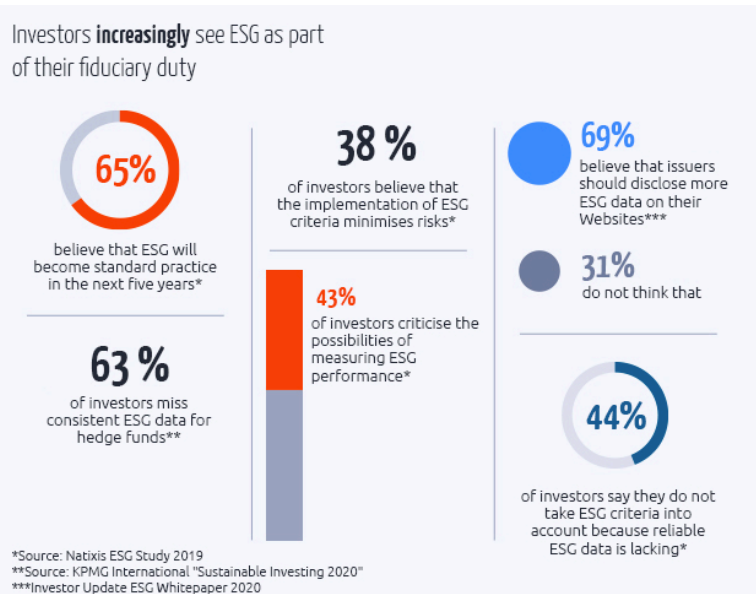 Investors increasingly see ESG as part
of their fiduciary duty
65%
believe that ESG will
become standard practice
in the next five years*
63 %
of investors miss
consistent ESG data for
hedge funds**
38 %
of investors believe that
the implementation of ESG
criteria minimises risks*
43%
of investors criticise the
possibilities of
measuring ESG
performance*
69%
believe that issuers
should disclose more
ESG data on their
Websites***
31%
do not think that
44%
of investors say they do not
take ESG criteria into
account because reliable
ESG data is lacking*
*Source: Natixis ESG Study 2019
**Source: KPMG International "Sustainable Investing 2020"
***Investor Update ESG Whitepaper 2020